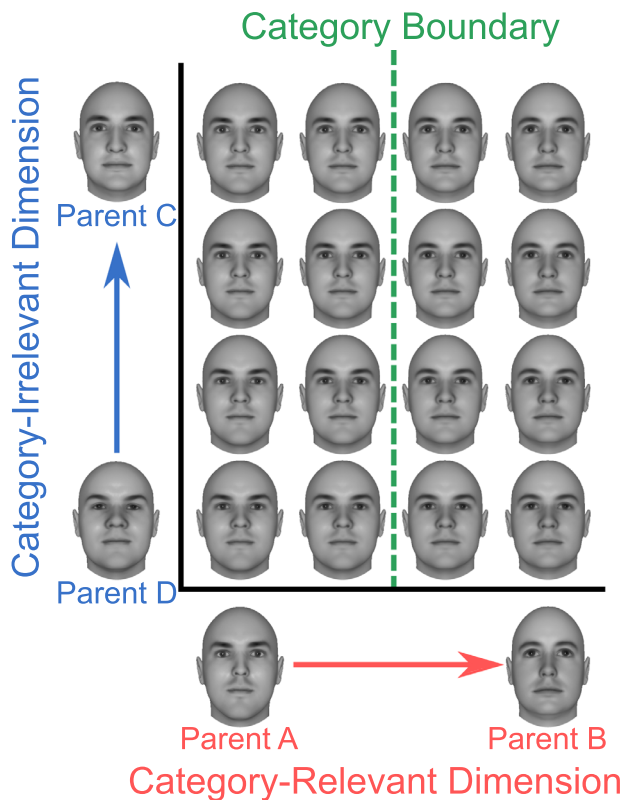 Category Boundary
Category-Irrelevant Dimension
Parent C
Parent D
Parent A
Parent B
Category-Relevant Dimension